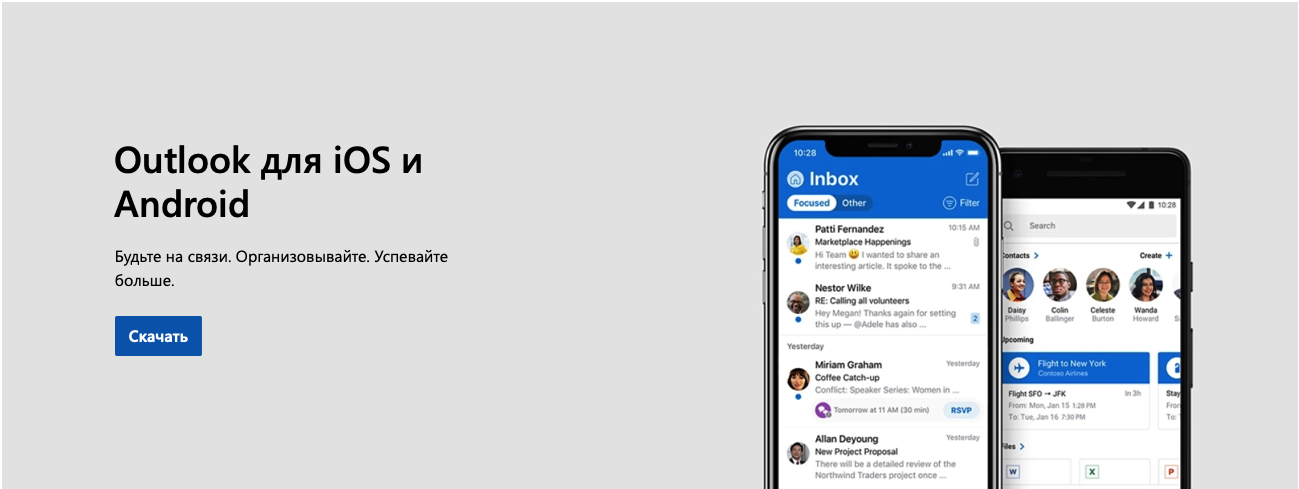 Outlook для iOS и
Android
Будьте на связи. Организовывайте. Успевайте
больше.
Скачать
10:28
Inbox
Focused Other Filter
Patti Fernandez 10:15 AM
Marketplace Happenings
Hi Team 😀 I wanted to share an
interesting article. It spoke to the ...
Nestor Wilke 9:31 AM
RE: Calling all volunteers
Hey Megan! Thanks again for setting
this up — @Adele has also ... 2
Yesterday
Miriam Graham Yesterday
Coffee Catch-up
Conflict: Speaker Series: Women in ...
Tomorrow at 11 AM (30 min) RSVP
Allan Deyoung Yesterday
New Project Proposal
There will be a detailed review of the
Northwind Traders project once ...
10:28
Search
Contacts Create +
Daisy Colin Celeste Wanda
Phillips Ballinger Burton Howard
Upcoming
Flight to New York
Contoso Airlines
Flight SFO → JFK In 3h Stay
From: Mon, Jan 15 1:28 PM From:
To: Tue, Jan 16 7:30 PM To:
Files
W X P